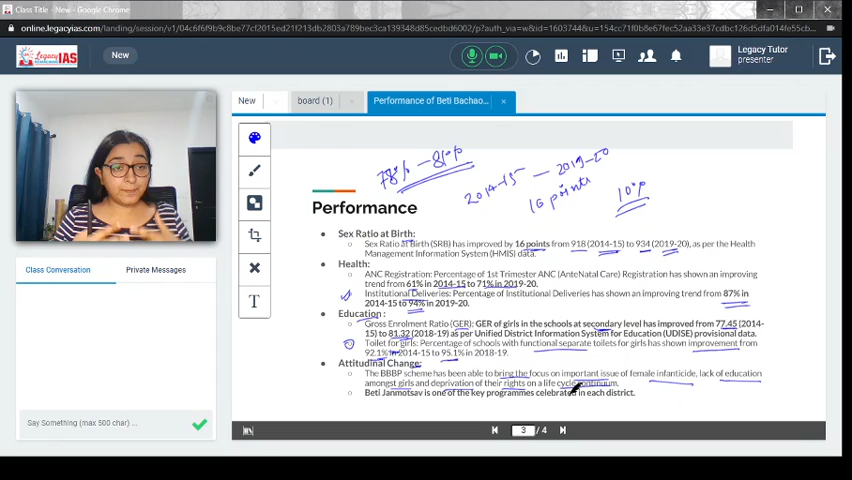 Class Title - Google Chrome
online.legacyias.com/landing/session/
Legacy IAS
New
Legacy Tutor
presenter
New
board (1)
Performance of Beti Bachao...
78% - 81%
2014-15 - 2019-20
16 points
10%
Performance
Sex Ratio at Birth:
Sex Ratio at Birth (SRB) has improved by 16 points from 918 (2014-15) to 934 (2019-20), as per the Health
Management Information System (HMIS) data.
Health:
ANC Registration: Percentage of 1st Trimester ANC (AnteNatal Care) Registration has shown an improving
trend from 61% in 2014-15 to 71% in 2019-20.
Institutional Deliveries: Percentage of Institutional Deliveries has shown an improving trend from 87% in
2014-15 to 94% in 2019-20.
Education :
Gross Enrolment Ratio (GER): GER of girls in the schools at secondary level has improved from 77.45 (2014-
15) to 81.32 (2018-19) as per Unified District Information System for Education (UDISE) provisional data.
Toilet for girls: Percentage of schools with functional separate toilets for girls has shown improvement from
92.1% in 2014-15 to 95.1% in 2018-19.
Attitudinal Change:
The BBBP scheme has been able to bring the focus on important issue of female infanticide, lack of education
amongst girls and deprivation of their rights on a life cycle continuum.
Beti Janmotsav is one of the key programmes celebrated in each district.
Class Conversation
Private Messages
Say Something (max 500 char) ...
3 / 4